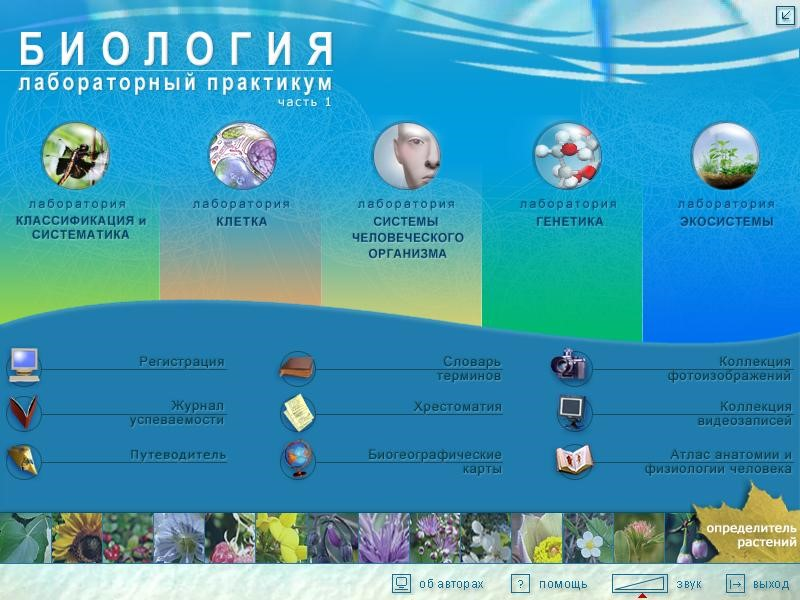 БИОЛОГИЯ
лабораторный практикум
часть 1
лаборатория
КЛАССИФИКАЦИЯ и
СИСТЕМАТИКА
лаборатория
КЛЕТКА
лаборатория
СИСТЕМЫ
ЧЕЛОВЕЧЕСКОГО
ОРГАНИЗМА
лаборатория
ГЕНЕТИКА
лаборатория
ЭКОСИСТЕМЫ
Регистрация
Словарь
терминов
Коллекция
фотоизображений
Журнал
успеваемости
Хрестоматия
Коллекция
видеозаписей
Путеводитель
Биогеографические
карты
Атлас анатомии и
физиологии человека
определитель
растений
об авторах
? помощь
звук
выход